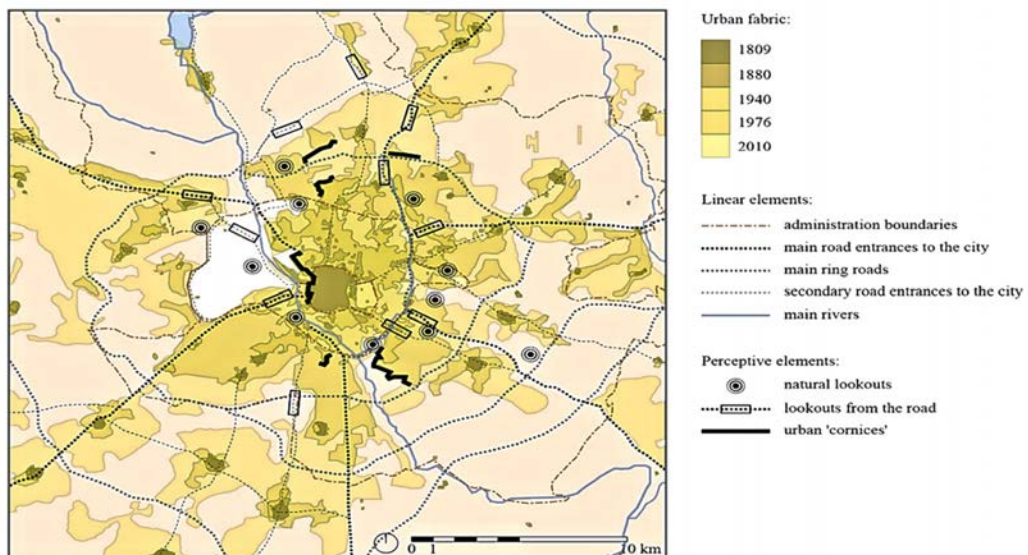 Urban fabric:
1809
1880
1940
1976
2010
Linear elements:
administration boundaries
main road entrances to the city
main ring roads
secondary road entrances to the city
main rivers
Perceptive elements:
natural lookouts
lookouts from the road
urban 'cornices'
0 1 10 km